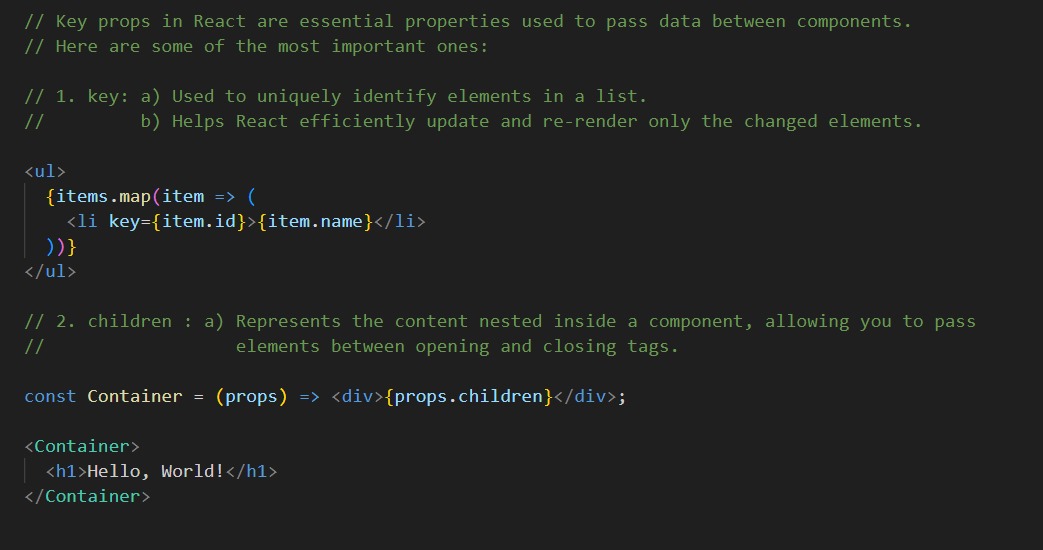 // Key props in React are essential properties used to pass data between components.
// Here are some of the most important ones:
// 1. key: a) Used to uniquely identify elements in a list.
//         b) Helps React efficiently update and re-render only the changed elements.
<ul>
  {items.map(item => (
    <li key={item.id}>{item.name}</li>
  ))}
</ul>
// 2. children : a) Represents the content nested inside a component, allowing you to pass
//                  elements between opening and closing tags.
const Container = (props) => <div>{props.children}</div>;
<Container>
  <h1>Hello, World!</h1>
</Container>